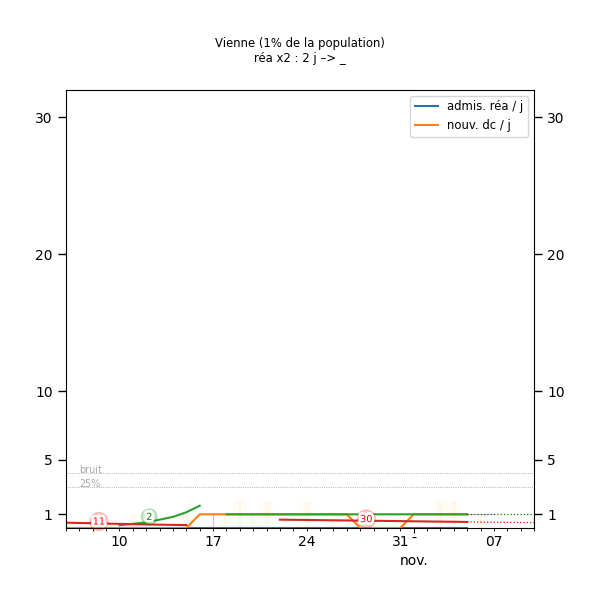 Vienne (1% de la population)
réa x2 : 2 j –> _
admis. réa / j
nouv. dc / j
30 30
20 20
10 10
5 5
bruit
25%
1 1
11 2 30
10 17 24 31 07
nov.